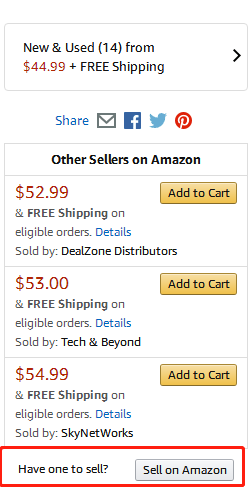 New & Used (14) from
$44.99 + FREE Shipping
Share
Other Sellers on Amazon
$52.99
Add to Cart
& FREE Shipping on
eligible orders. Details
Sold by: DealZone Distributors
$53.00
Add to Cart
& FREE Shipping on
eligible orders. Details
Sold by: Tech & Beyond
$54.99
Add to Cart
& FREE Shipping on
eligible orders. Details
Sold by: SkyNetWorks
Have one to sell?
Sell on Amazon